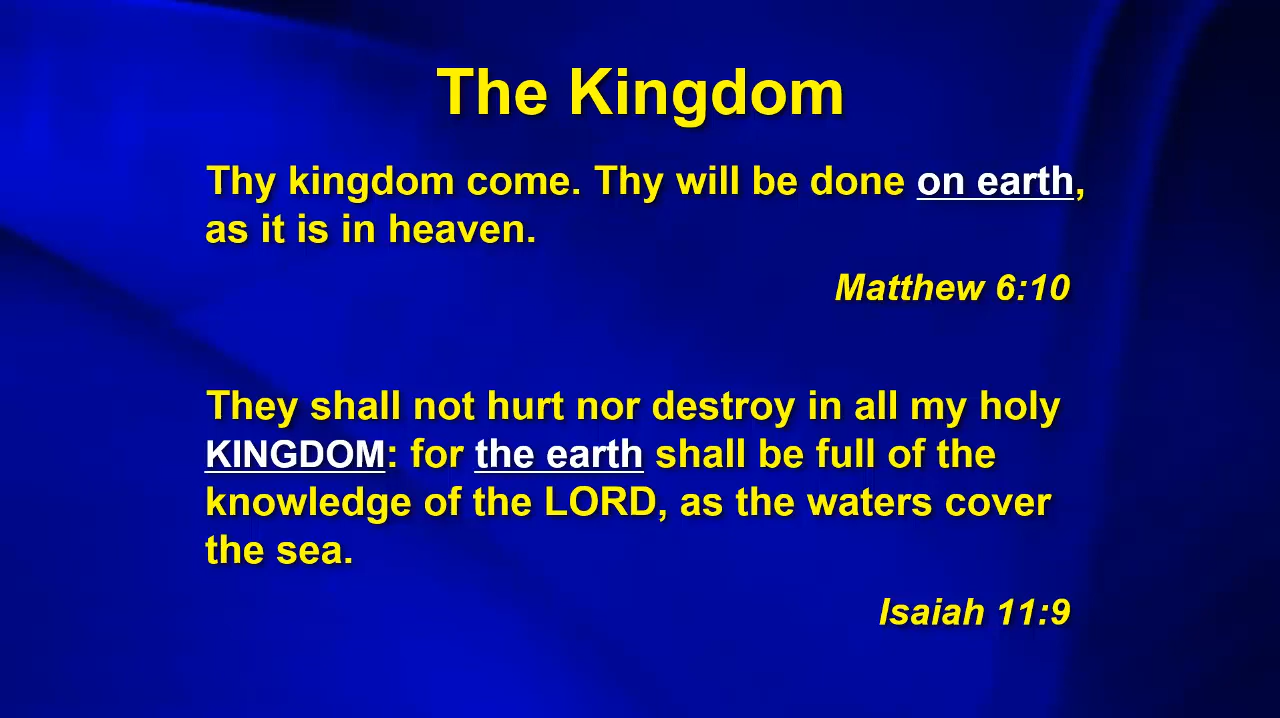 The Kingdom
Thy kingdom come. Thy will be done on earth,
as it is in heaven.
Matthew 6:10
They shall not hurt nor destroy in all my holy
KINGDOM: for the earth shall be full of the
knowledge of the LORD, as the waters cover
the sea.
Isaiah 11:9